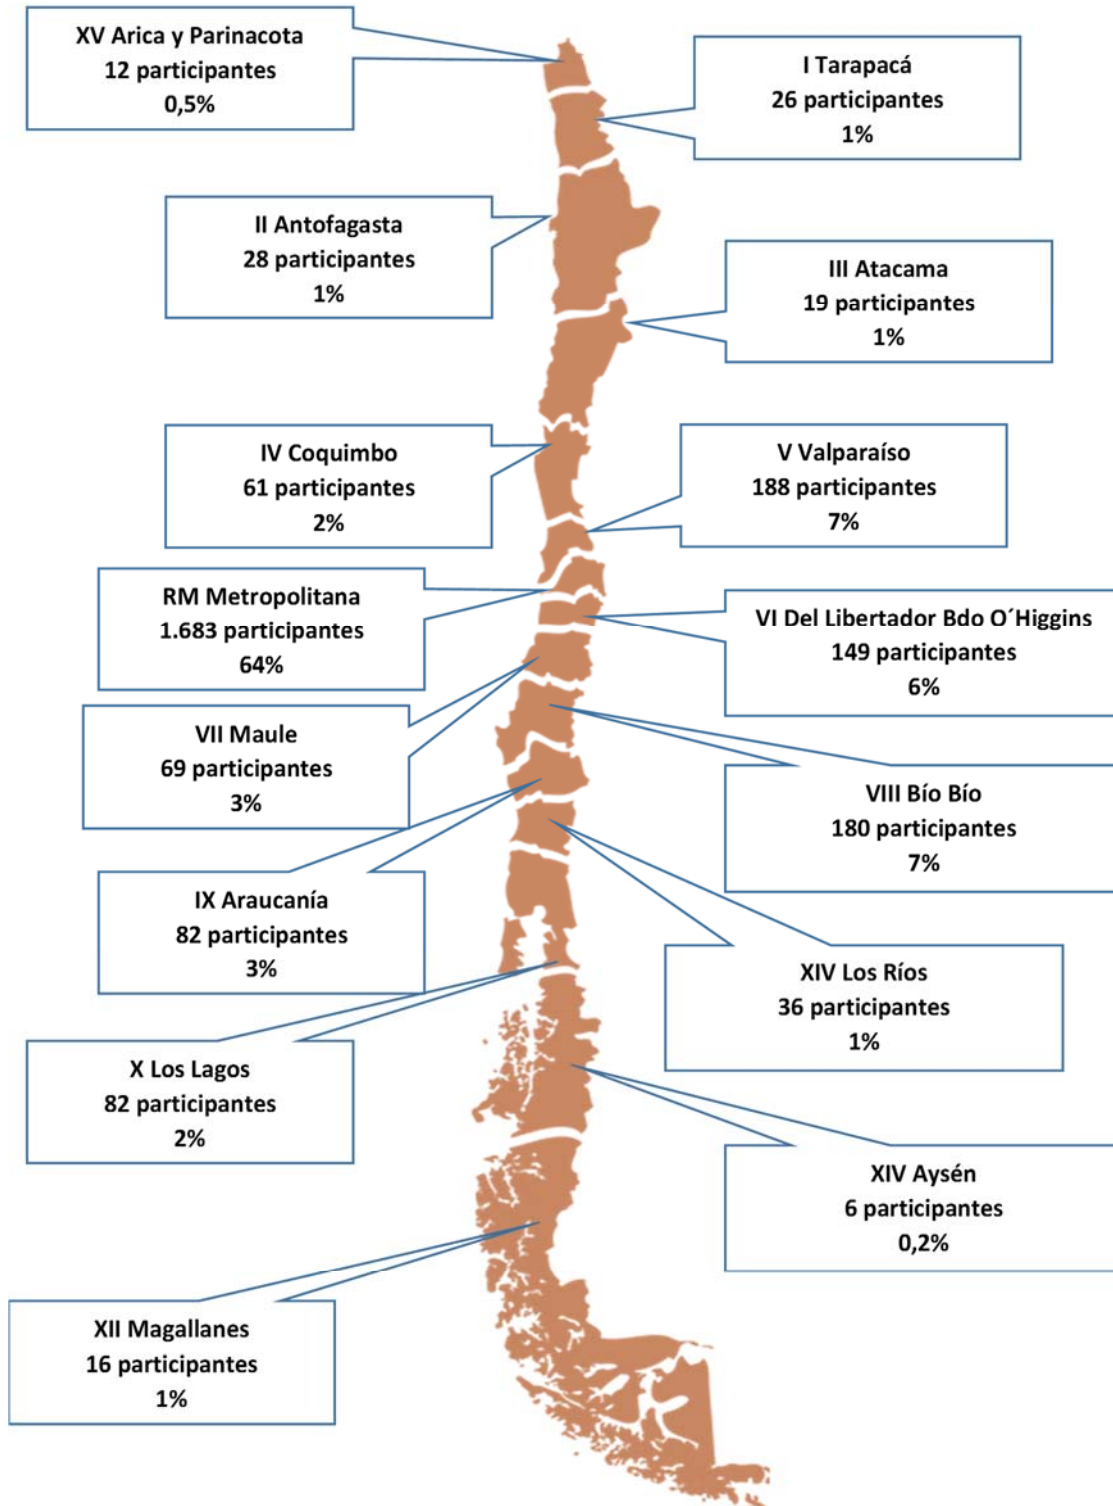 XV Arica y Parinacota
12 participantes
0,5%
I Tarapacá
26 participantes
1%
II Antofagasta
28 participantes
1%
III Atacama
19 participantes
1%
IV Coquimbo
61 participantes
2%
V Valparaíso
188 participantes
7%
RM Metropolitana
1.683 participantes
64%
VI Del Libertador Bdo O´Higgins
149 participantes
6%
VII Maule
69 participantes
3%
VIII Bío Bío
180 participantes
7%
IX Araucanía
82 participantes
3%
XIV Los Ríos
36 participantes
1%
X Los Lagos
82 participantes
2%
XIV Aysén
6 participantes
0,2%
XII Magallanes
16 participantes
1%